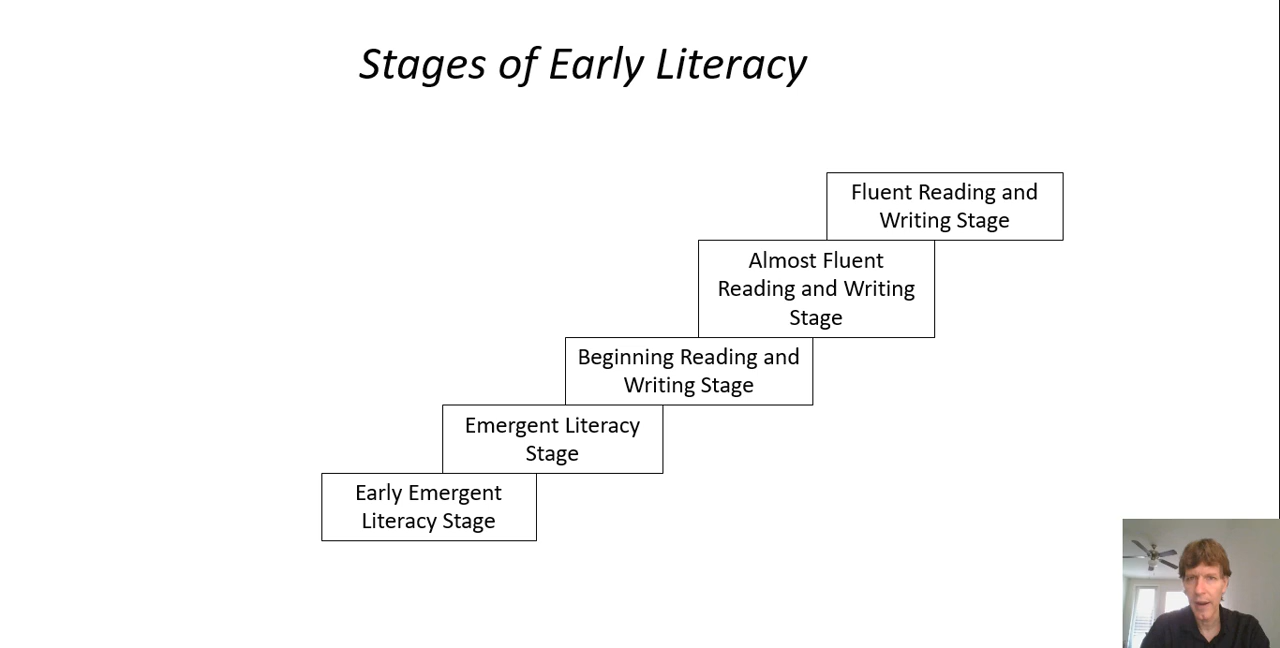 Stages of Early Literacy
Fluent Reading and
Writing Stage
Almost Fluent
Reading and Writing
Stage
Beginning Reading and
Writing Stage
Emergent Literacy
Stage
Early Emergent
Literacy Stage